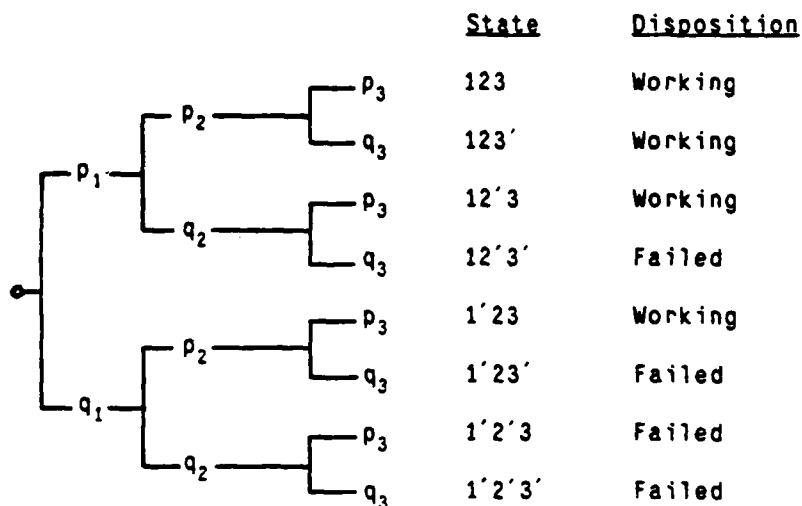 State Disposition
p₃ 123 Working
p₂
q₃ 123′ Working
p₁
p₃ 12′3 Working
q₂
q₃ 12′3′ Failed
p₃ 1′23 Working
p₂
q₃ 1′23′ Failed
q₁
p₃ 1′2′3 Failed
q₂
q₃ 1′2′3′ Failed